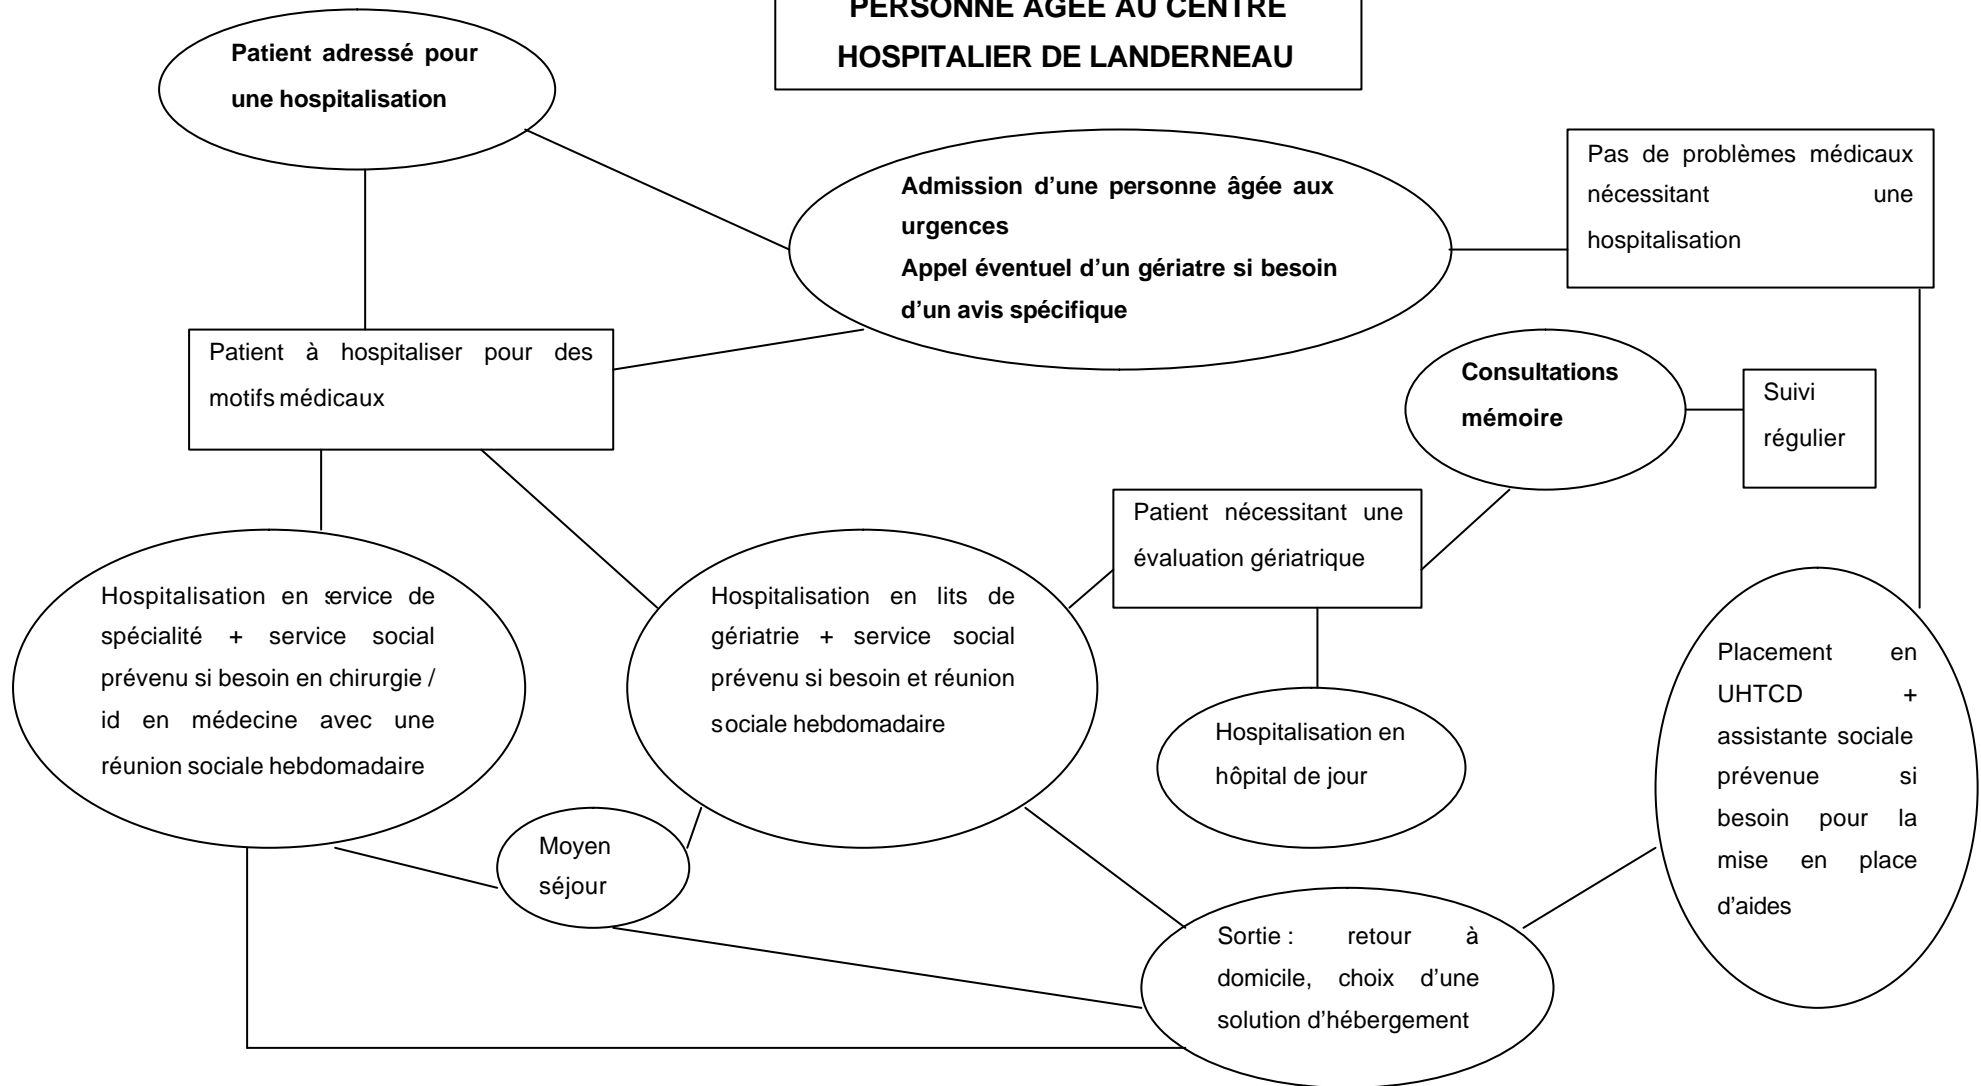 PERSONNE AGEE AU CENTRE
HOSPITALIER DE LANDERNEAU
Patient adressé pour
une hospitalisation
Admission d’une personne âgée aux
urgences
Appel éventuel d’un gériatre si besoin
d’un avis spécifique
Pas de problèmes médicaux
nécessitant une
hospitalisation
Patient à hospitaliser pour des
motifs médicaux
Consultations
mémoire
Suivi
régulier
Patient nécessitant une
évaluation gériatrique
Hospitalisation en service de
spécialité + service social
prévenu si besoin en chirurgie /
id en médecine avec une
réunion sociale hebdomadaire
Hospitalisation en lits de
gériatrie + service social
prévenu si besoin et réunion
sociale hebdomadaire
Hospitalisation en
hôpital de jour
Placement en
UHTCD +
assistante sociale
prévenue si
besoin pour la
mise en place
d’aides
Moyen
séjour
Sortie : retour à
domicile, choix d’une
solution d’hébergement